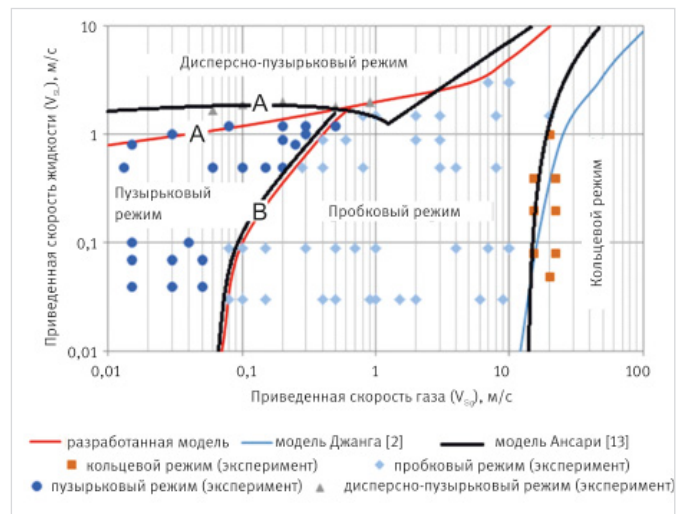 Приведенная скорость жидкости (VSL), м/с
10
1
0,1
0,01
Дисперсно-пузырьковый режим
A
A
Пузырьковый
режим
B
Пробковый режим
Кольцевой режим
0,01
0,1
1
10
100
Приведенная скорость газа (VSg), м/с
разработанная модель
модель Джанга [2]
модель Ансари [13]
кольцевой режим (эксперимент)
пробковый режим (эксперимент)
пузырьковый режим (эксперимент)
дисперсно-пузырьковый режим (эксперимент)